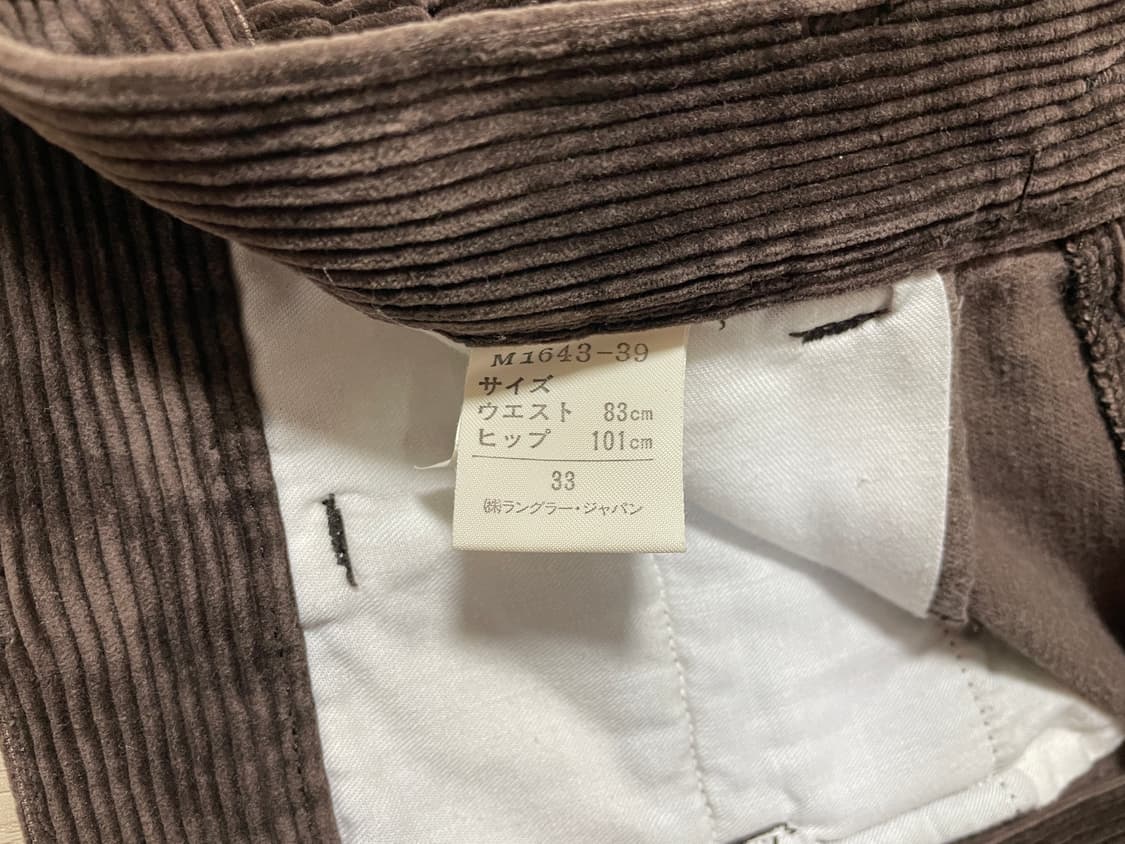 M1643-39
サイズ
ウエスト 83cm
ヒップ 101cm
33
㈱ラングラー・ジャパン